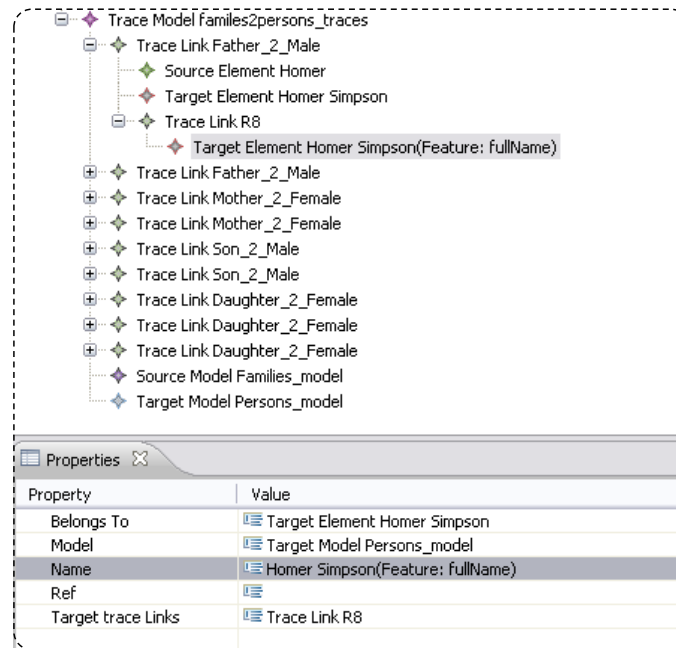 Trace Model familes2persons_traces
Trace Link Father_2_Male
Source Element Homer
Target Element Homer Simpson
Trace Link R8
Target Element Homer Simpson(Feature: fullName)
Trace Link Father_2_Male
Trace Link Mother_2_Female
Trace Link Mother_2_Female
Trace Link Son_2_Male
Trace Link Son_2_Male
Trace Link Daughter_2_Female
Trace Link Daughter_2_Female
Trace Link Daughter_2_Female
Source Model Families_model
Target Model Persons_model
Properties
Property Value
Belongs To Target Element Homer Simpson
Model Target Model Persons_model
Name Homer Simpson(Feature: fullName)
Ref
Target trace Links Trace Link R8